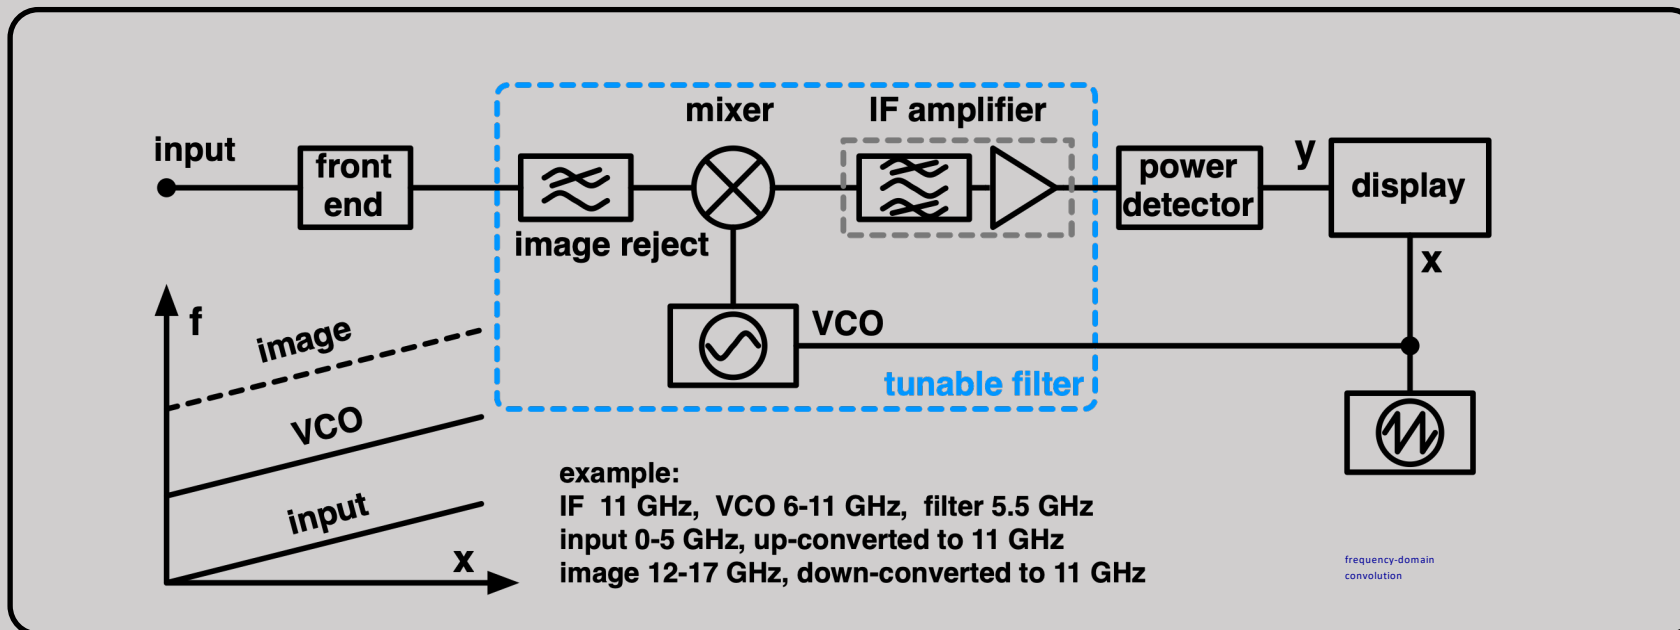 mixer
IF amplifier
input
front
end
image reject
power
detector
y
display
x
VCO
tunable filter
f
image
VCO
input
x
example:
IF  11 GHz,  VCO 6-11 GHz,  filter 5.5 GHz
input 0-5 GHz, up-converted to 11 GHz
image 12-17 GHz, down-converted to 11 GHz
frequency-domain
convolution